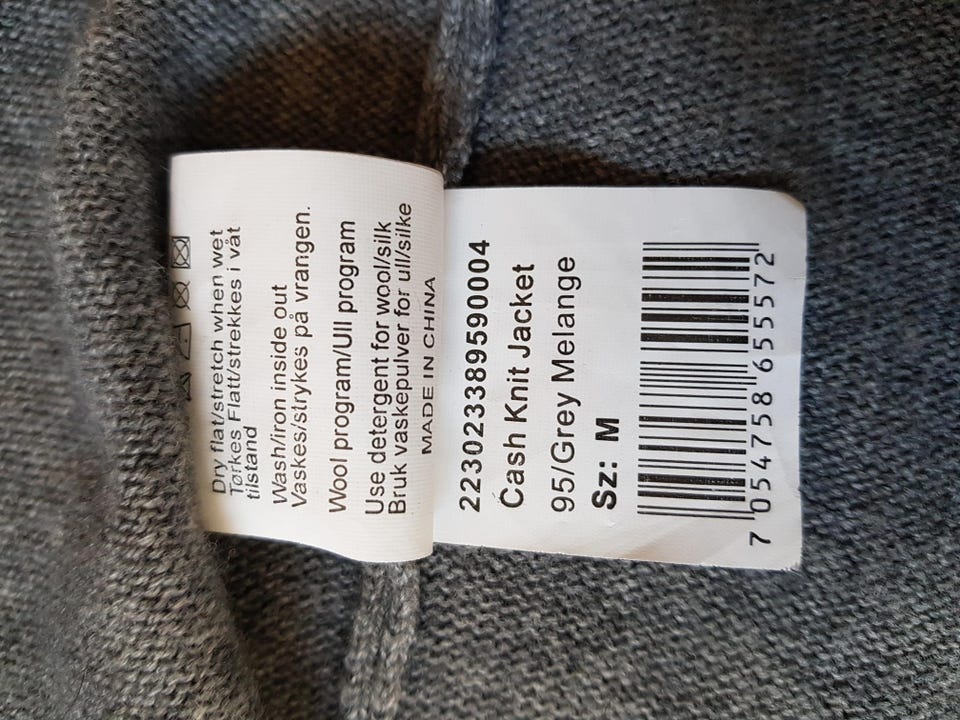 Dry flat/stretch when wet
Tørkes Flatt/strekkes i våt
tilstand
Wash/iron inside out
Vaskes/strykes på vrangen.
Wool program/Ull program
Use detergent for wool/silk
Bruk vaskepulver for ull/silke
MADE IN CHINA
223023389590004
Cash Knit Jacket
95/Grey Melange
Sz: M
7 054758 655572